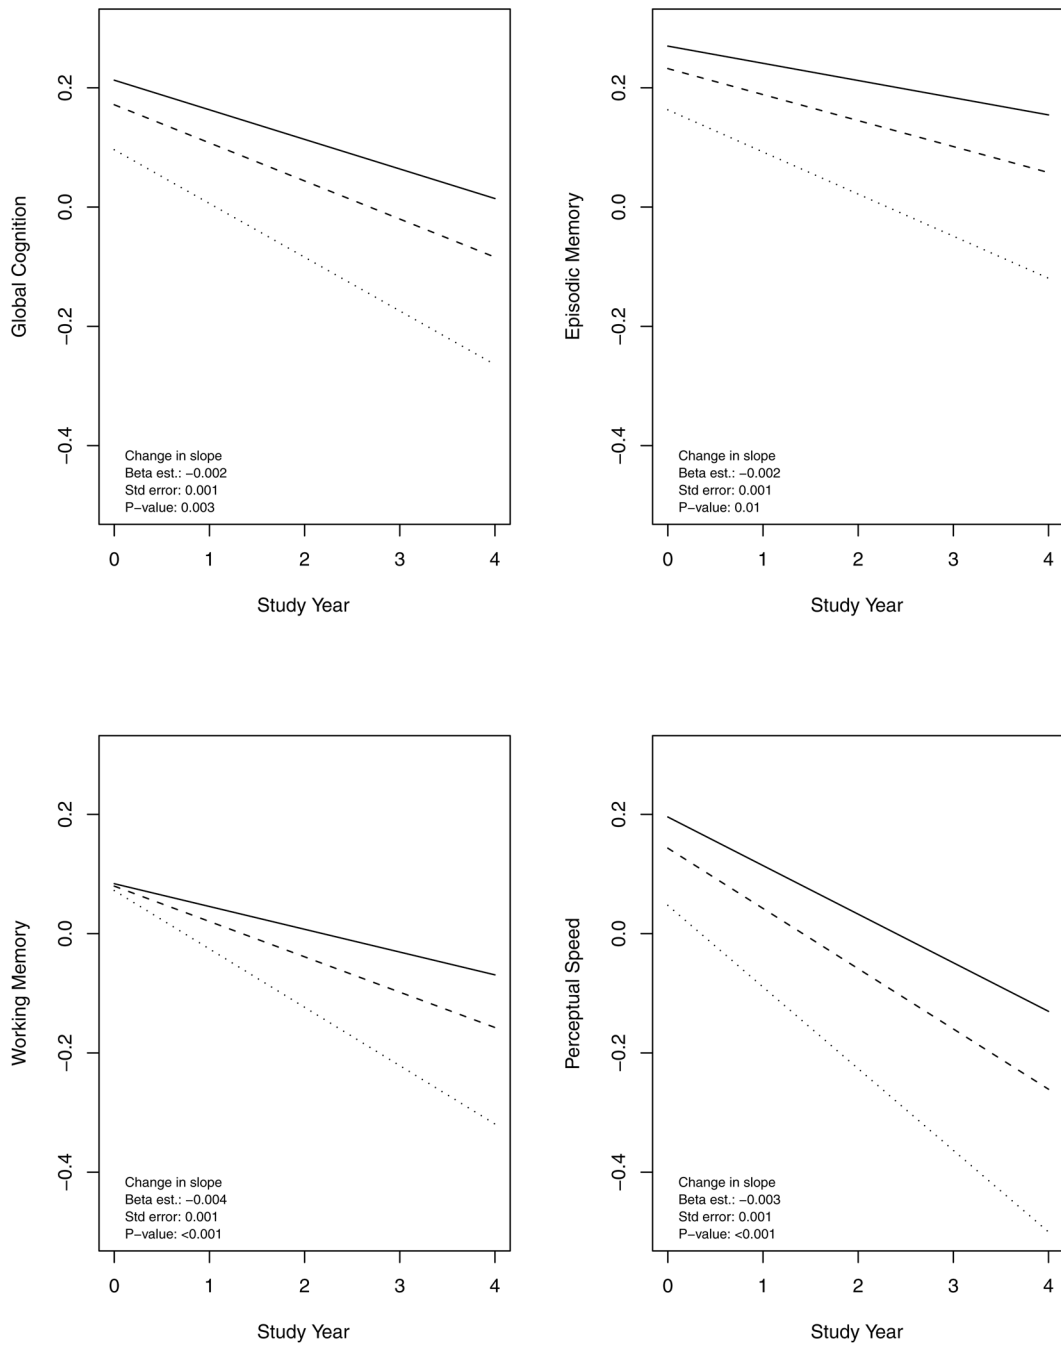 Global Cognition
0.2
0.0
−0.2
−0.4
Change in slope
Beta est.: −0.002
Std error: 0.001
P−value: 0.003
0 1 2 3 4
Study Year
Episodic Memory
0.2
0.0
−0.2
−0.4
Change in slope
Beta est.: −0.002
Std error: 0.001
P−value: 0.01
0 1 2 3 4
Study Year
Working Memory
0.2
0.0
−0.2
−0.4
Change in slope
Beta est.: −0.004
Std error: 0.001
P−value: <0.001
0 1 2 3 4
Study Year
Perceptual Speed
0.2
0.0
−0.2
−0.4
Change in slope
Beta est.: −0.003
Std error: 0.001
P−value: <0.001
0 1 2 3 4
Study Year